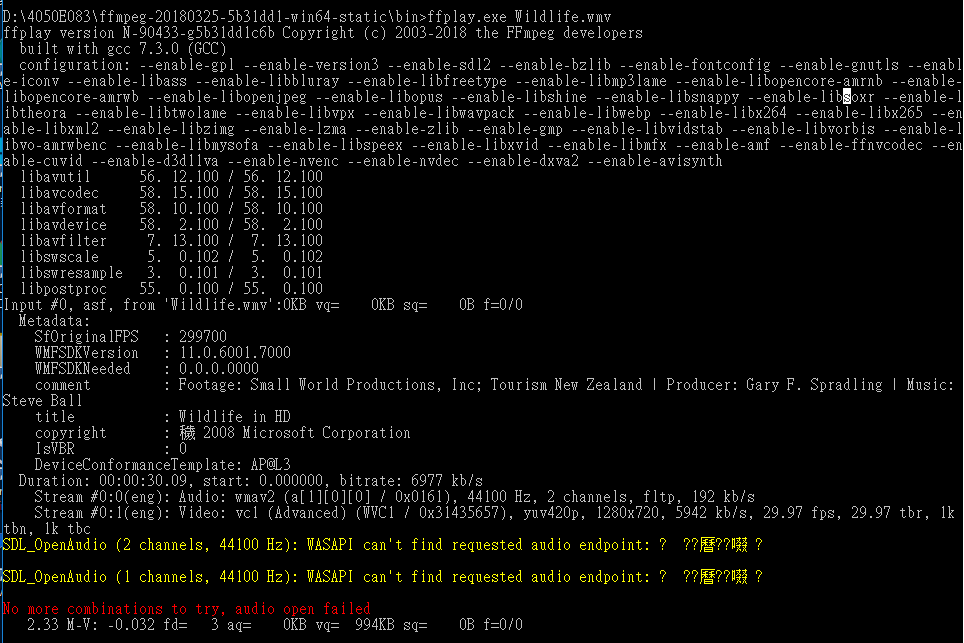 D:\4050E083\ffmpeg-20180325-5b31dd1-win64-static\bin>ffplay.exe Wildlife.wmv
ffplay version N-90433-g5b31dd1c6b Copyright (c) 2003-2018 the FFmpeg developers
  built with gcc 7.3.0 (GCC)
  configuration: --enable-gpl --enable-version3 --enable-sdl2 --enable-bzlib --enable-fontconfig --enable-gnutls --enabl
e-iconv --enable-libass --enable-libbluray --enable-libfreetype --enable-libmp3lame --enable-libopencore-amrnb --enable-
libopencore-amrwb --enable-libopenjpeg --enable-libopus --enable-libshine --enable-libsnappy --enable-libsoxr --enable-l
ibtheora --enable-libtwolame --enable-libvpx --enable-libwavpack --enable-libwebp --enable-libx264 --enable-libx265 --en
able-libxml2 --enable-libzimg --enable-lzma --enable-zlib --enable-gmp --enable-libvidstab --enable-libvorbis --enable-l
ibvo-amrwbenc --enable-libmysofa --enable-libspeex --enable-libxvid --enable-libmfx --enable-amf --enable-ffnvcodec --en
able-cuvid --enable-d3d11va --enable-nvenc --enable-nvdec --enable-dxva2 --enable-avisynth
  libavutil      56. 12.100 / 56. 12.100
  libavcodec     58. 15.100 / 58. 15.100
  libavformat    58. 10.100 / 58. 10.100
  libavdevice    58.  2.100 / 58.  2.100
  libavfilter     7. 13.100 /  7. 13.100
  libswscale      5.  0.102 /  5.  0.102
  libswresample   3.  0.101 /  3.  0.101
  libpostproc    55.  0.100 / 55.  0.100
Input #0, asf, from 'Wildlife.wmv':0KB vq=    0KB sq=    0B f=0/0
  Metadata:
    SfOriginalFPS   : 299700
    WMFSDKVersion   : 11.0.6001.7000
    WMFSDKNeeded    : 0.0.0.0000
    comment         : Footage: Small World Productions, Inc; Tourism New Zealand | Producer: Gary F. Spradling | Music:
Steve Ball
    title           : Wildlife in HD
    copyright       : 穢 2008 Microsoft Corporation
    IsVBR           : 0
    DeviceConformanceTemplate: AP@L3
  Duration: 00:00:30.09, start: 0.000000, bitrate: 6977 kb/s
    Stream #0:0(eng): Audio: wmav2 (a[1][0][0] / 0x0161), 44100 Hz, 2 channels, fltp, 192 kb/s
    Stream #0:1(eng): Video: vc1 (Advanced) (WVC1 / 0x31435657), yuv420p, 1280x720, 5942 kb/s, 29.97 fps, 29.97 tbr, 1k
tbn, 1k tbc
SDL_OpenAudio (2 channels, 44100 Hz): WASAPI can't find requested audio endpoint: ?  ??曆??啜 ?
SDL_OpenAudio (1 channels, 44100 Hz): WASAPI can't find requested audio endpoint: ?  ??曆??啜 ?
No more combinations to try, audio open failed
   2.33 M-V: -0.032 fd=   3 aq=    0KB vq=  994KB sq=    0B f=0/0